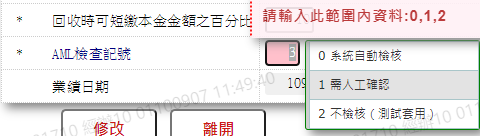 * 回收時可短繳本金金額之百分比
請輸入此範圍內資料:0,1,2
* AML檢查記號 3
0 系統自動檢核
1 需人工確認
2 不檢核（測試套用）
業績日期 109
修改 離開